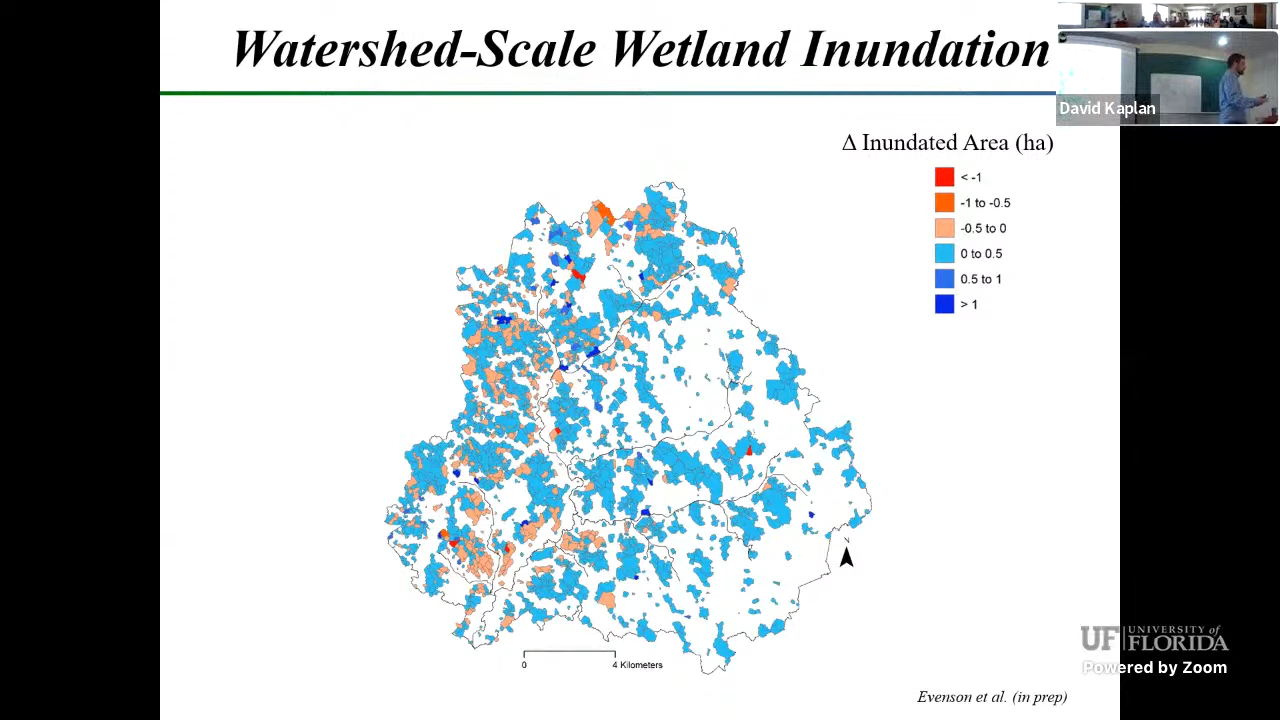 Watershed-Scale Wetland Inundation
David Kaplan
Δ Inundated Area (ha)
< -1
-1 to -0.5
-0.5 to 0
0 to 0.5
0.5 to 1
> 1
N
0
4 Kilometers
UF UNIVERSITY of
FLORIDA
Powered by Zoom
Evenson et al. (in prep)